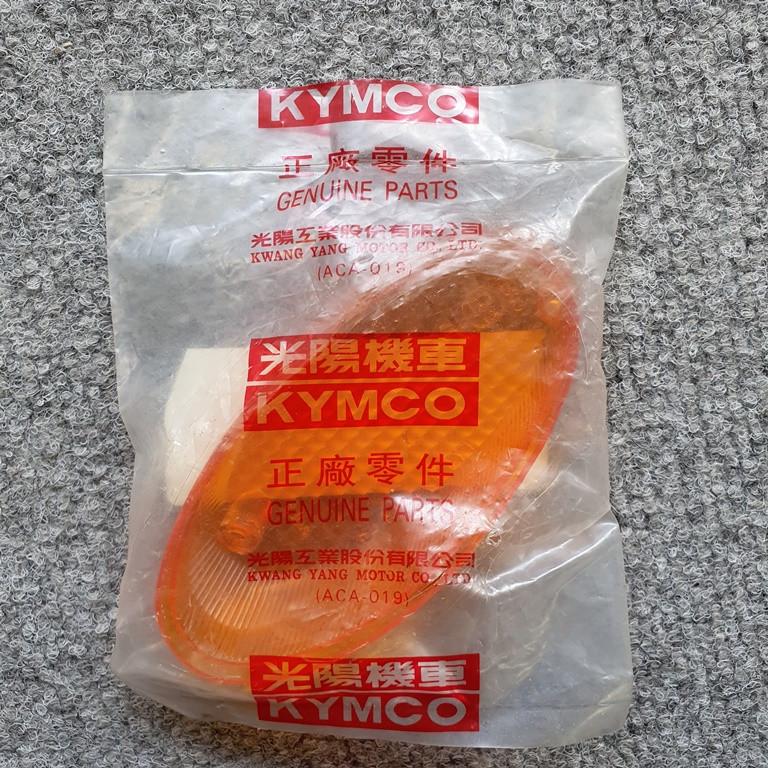 KYMCO
正廠零件
GENUINE PARTS
光陽工業股份有限公司
KWANG YANG MOTOR CO., LTD.
(ACA-019)
光陽機車
KYMCO
正廠零件
GENUINE PARTS
光陽工業股份有限公司
KWANG YANG MOTOR CO., LTD.
(ACA-019)
光陽機車
KYMCO